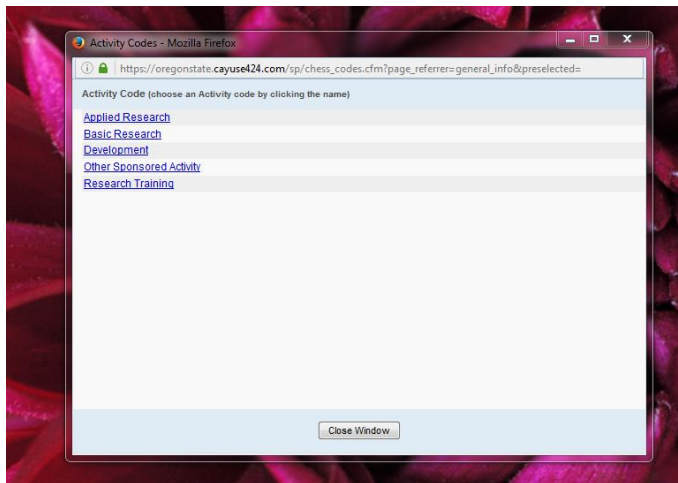 Activity Codes - Mozilla Firefox
https://oregonstate.cayuse424.com/sp/chess_codes.cfm?page_referrer=general_info&preselected=
Activity Code (choose an Activity code by clicking the name)
Applied Research
Basic Research
Development
Other Sponsored Activity
Research Training
Close Window